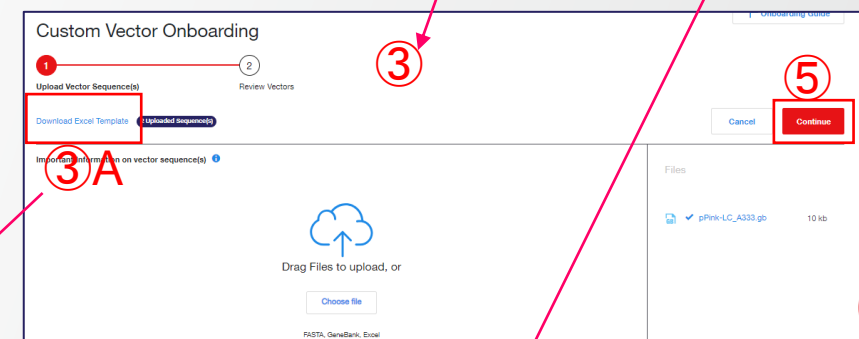 Onboarding Guide
Custom Vector Onboarding
③
⑤
1
2
Upload Vector Sequence(s)
Review Vectors
Download Excel Template
Uploaded Sequence(s)
Cancel
Continue
Important Information on vector sequence(s)
③A
Files
pPink-LC_A333.gb
10 kb
Drag Files to upload, or
Choose file
FASTA, GeneBank, Excel